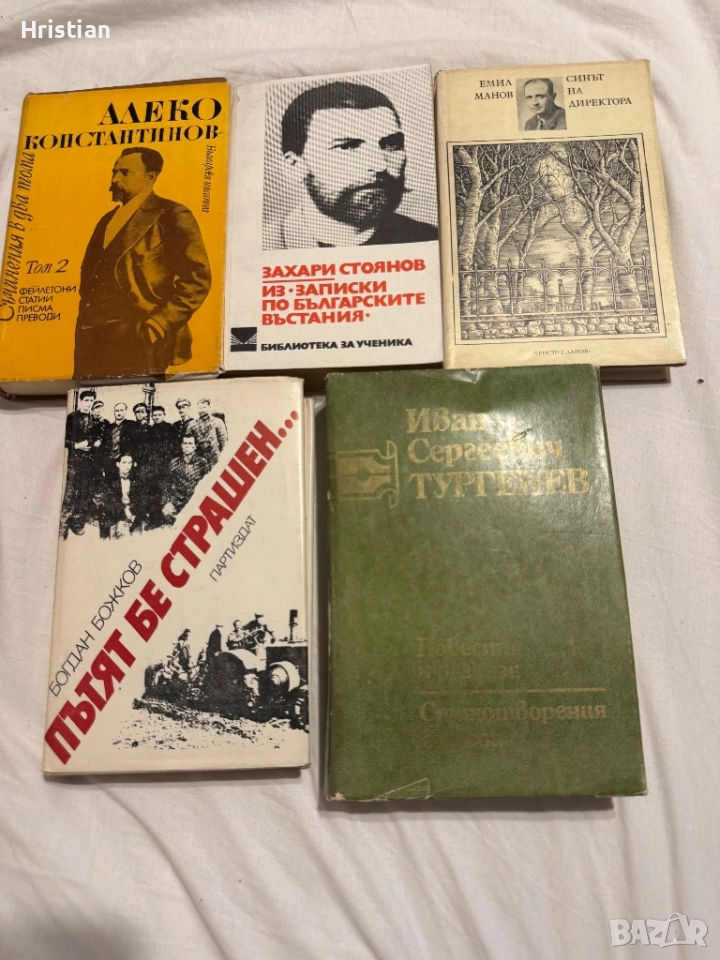 Hristian
АЛЕКО
КОНСТАНТИНОВ
Български писател
Съчинения в два тома
Том 2
ФЕЙЛЕТОНИ
СТАТИИ
ПИСМА
ПРЕВОДИ
ЗАХАРИ СТОЯНОВ
ИЗ „ЗАПИСКИ
ПО БЪЛГАРСКИТЕ
ВЪСТАНИЯ“
БИБЛИОТЕКА ЗА УЧЕНИКА
ЕМИЛ
МАНОВ
СИНЪТ
НА
ДИРЕКТОРА
ХРИСТО Г. ДАНОВ
БОГДАН БОЖКОВ
ПЪТЯТ БЕ СТРАШЕН...
ПАРТИЗДАТ
Иван
Сергеевич
ТУРГЕНЕВ
Стихотворения
BAZAR